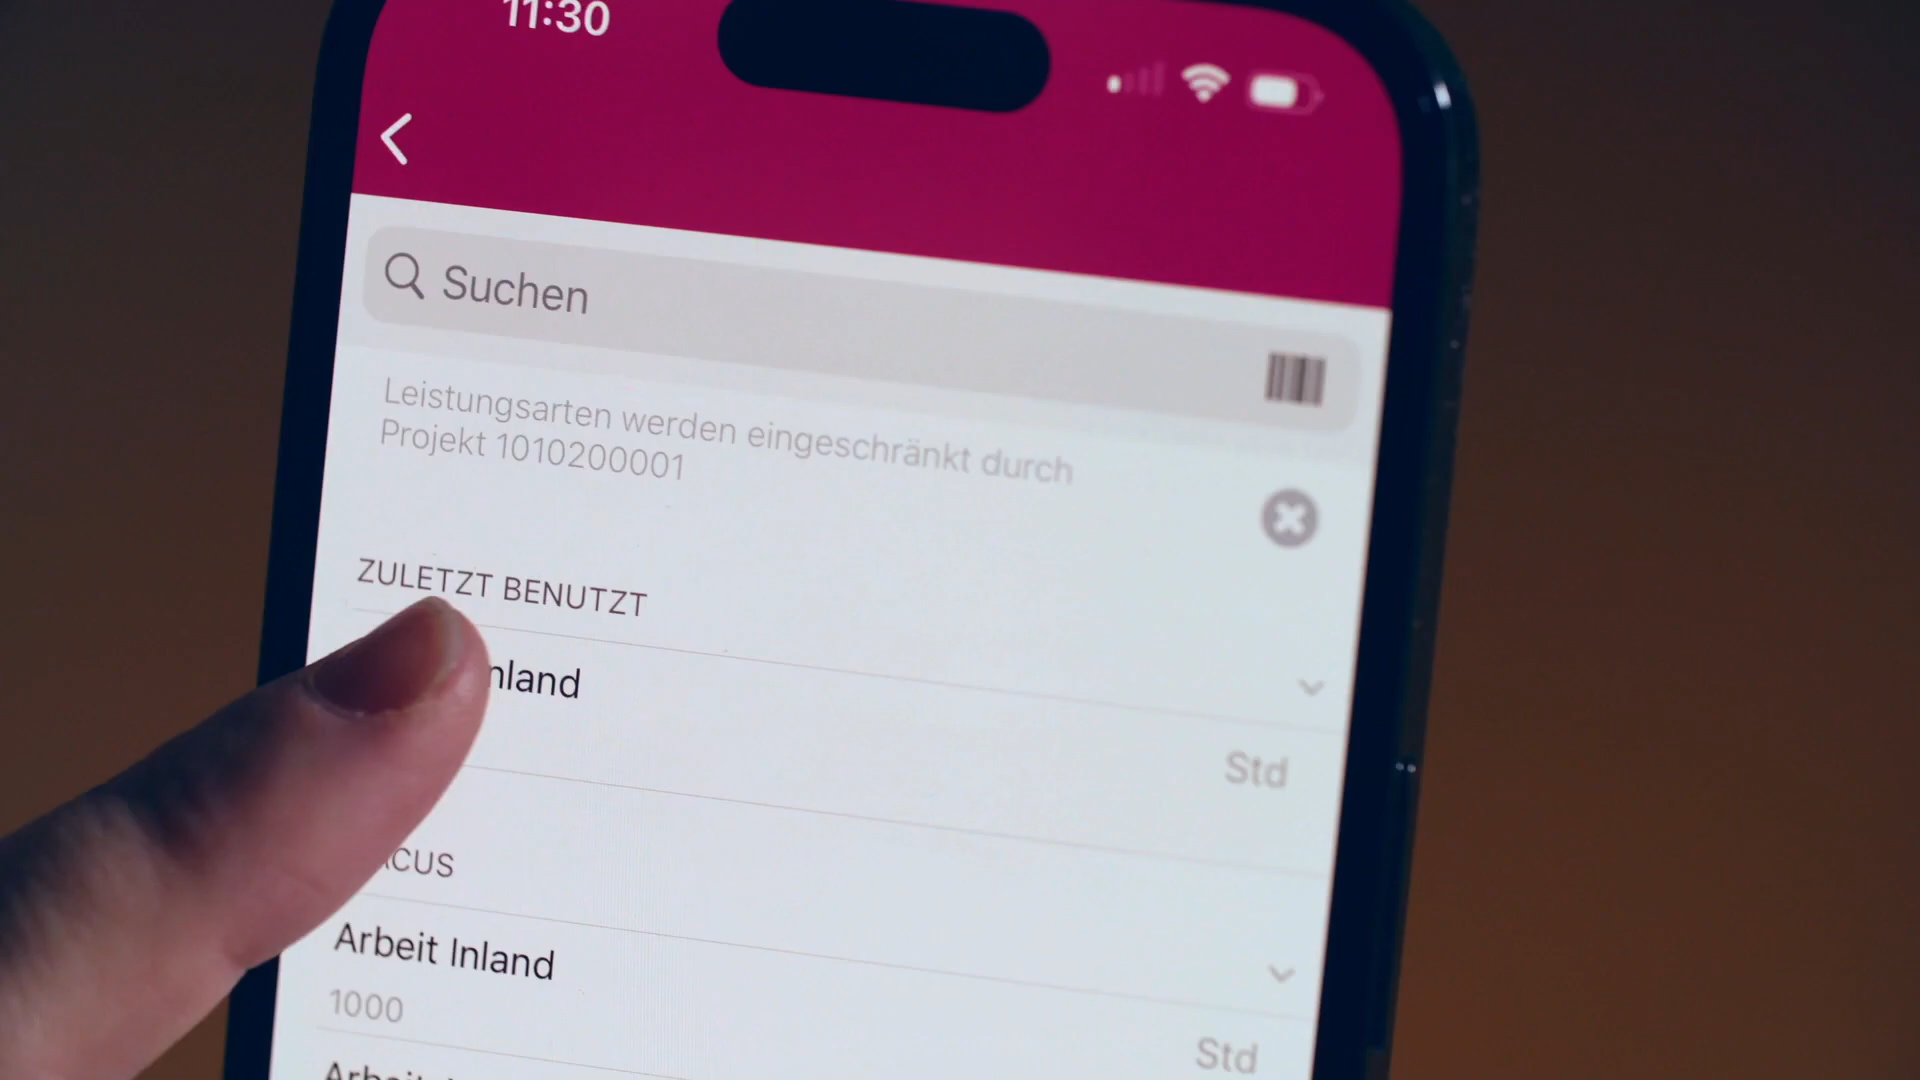 11:30
Suchen
Leistungsarten werden eingeschränkt durch
Projekt 1010200001
ZULETZT BENUTZT
nland
Std
CUS
Arbeit Inland
1000
Std